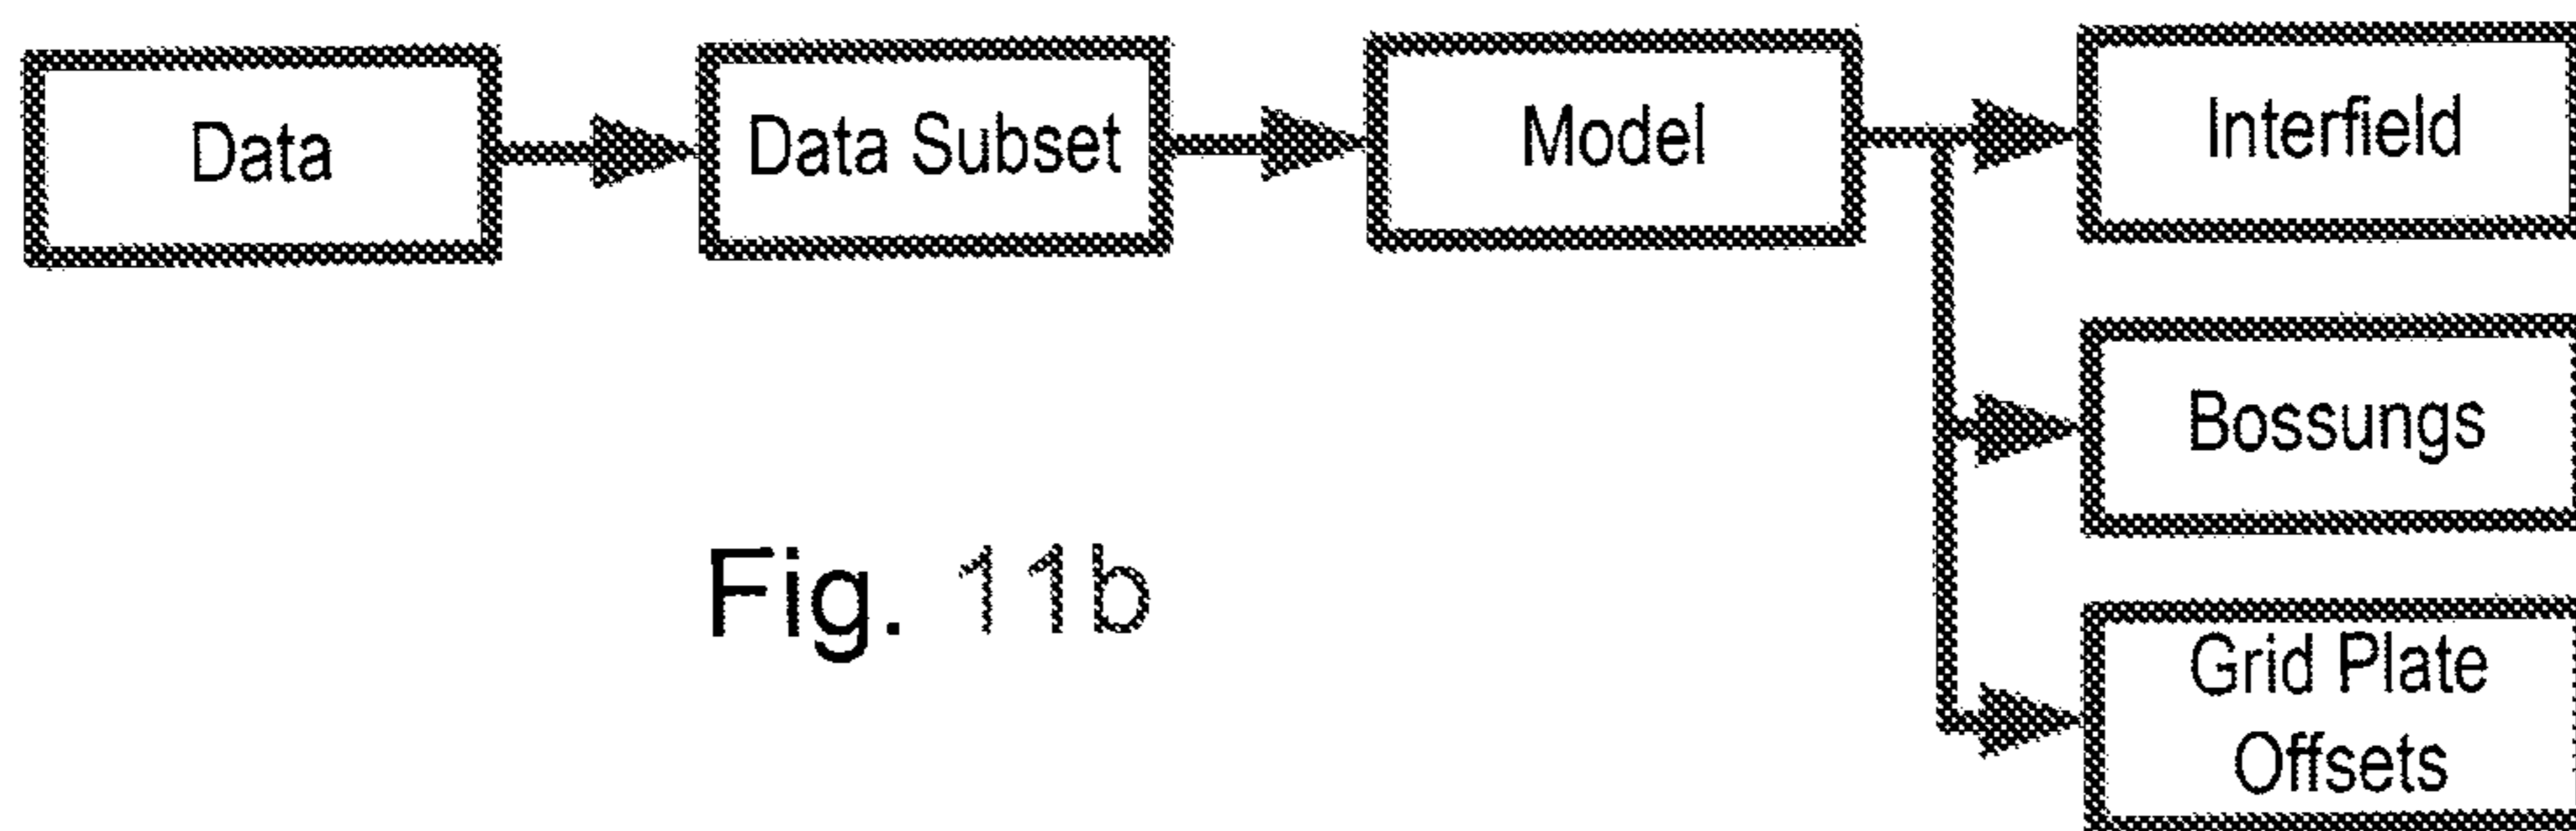 Data
Data Subset
Model
Interfield
Bossungs
Grid Plate
Offsets
Fig. 11b